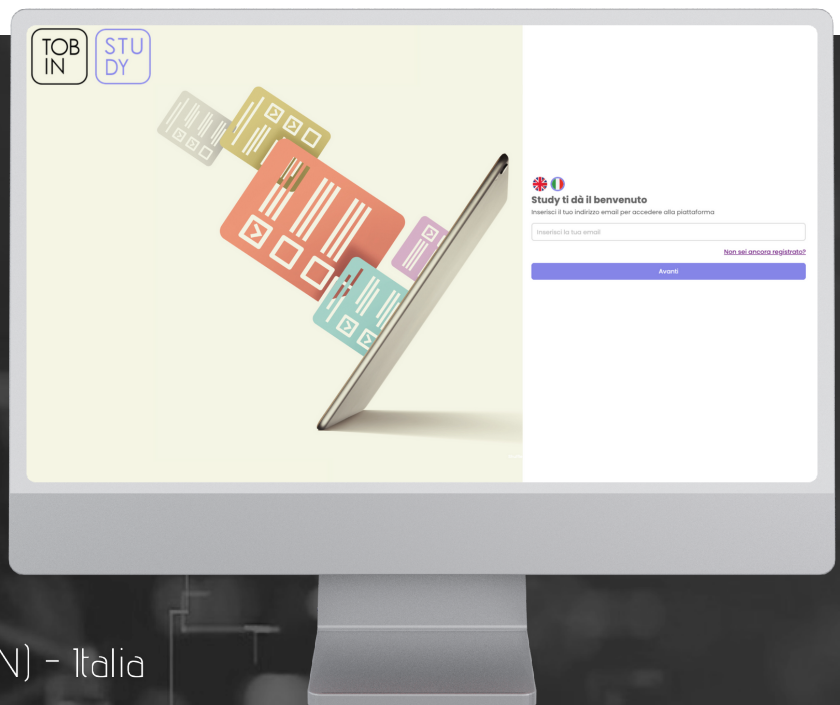 TOB
IN
STU
DY
Study ti dà il benvenuto
Inserisci il tuo indirizzo email per accedere alla piattaforma
Inserisci la tua email
Non sei ancora registrato?
Avanti
N) - Italia